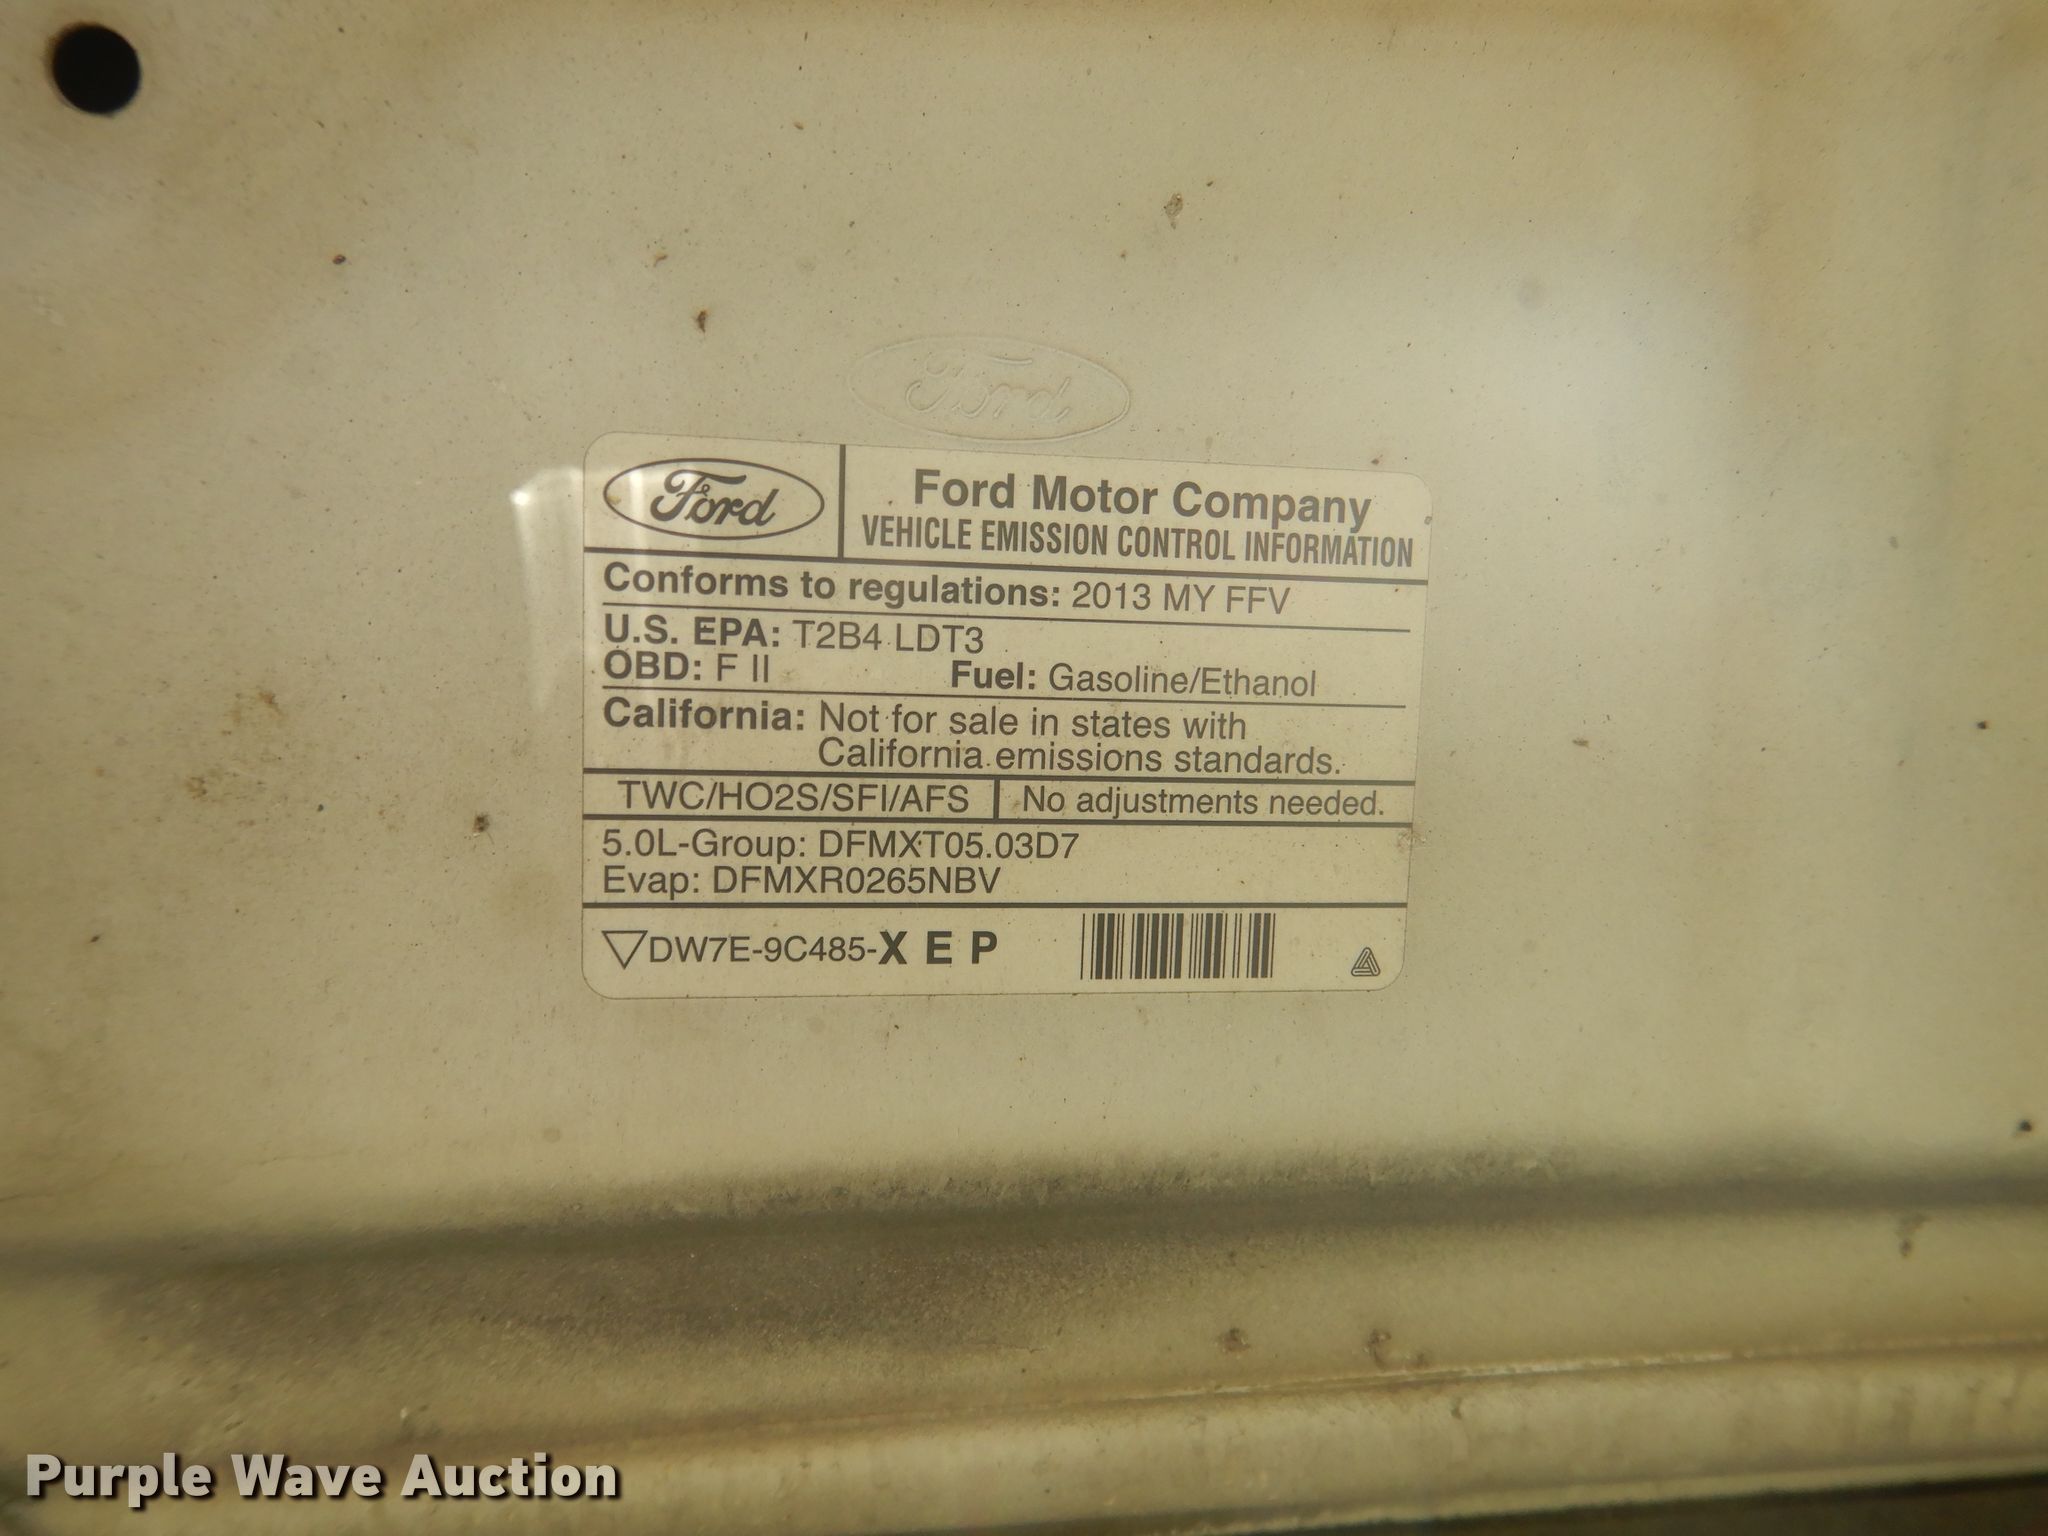 Ford
Ford
Ford Motor Company
VEHICLE EMISSION CONTROL INFORMATION
Conforms to regulations: 2013 MY FFV
U.S. EPA: T2B4 LDT3
OBD: F II Fuel: Gasoline/Ethanol
California: Not for sale in states with
California emissions standards.
TWC/HO2S/SFI/AFS No adjustments needed.
5.0L-Group: DFMXT05.03D7
Evap: DFMXR0265NBV
DW7E-9C485-X E P
Purple Wave Auction